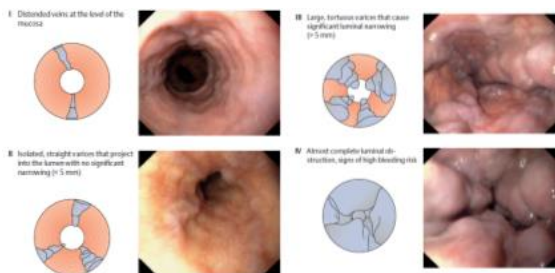 I Distended veins at the level of the
mucosa
II Isolated, straight varices that project
into the lumen with no significant
narrowing (< 5 mm)
III Large, tortuous varices that cause
significant luminal narrowing
(> 5 mm)
IV Almost complete luminal ob-
struction, signs of high bleeding risk